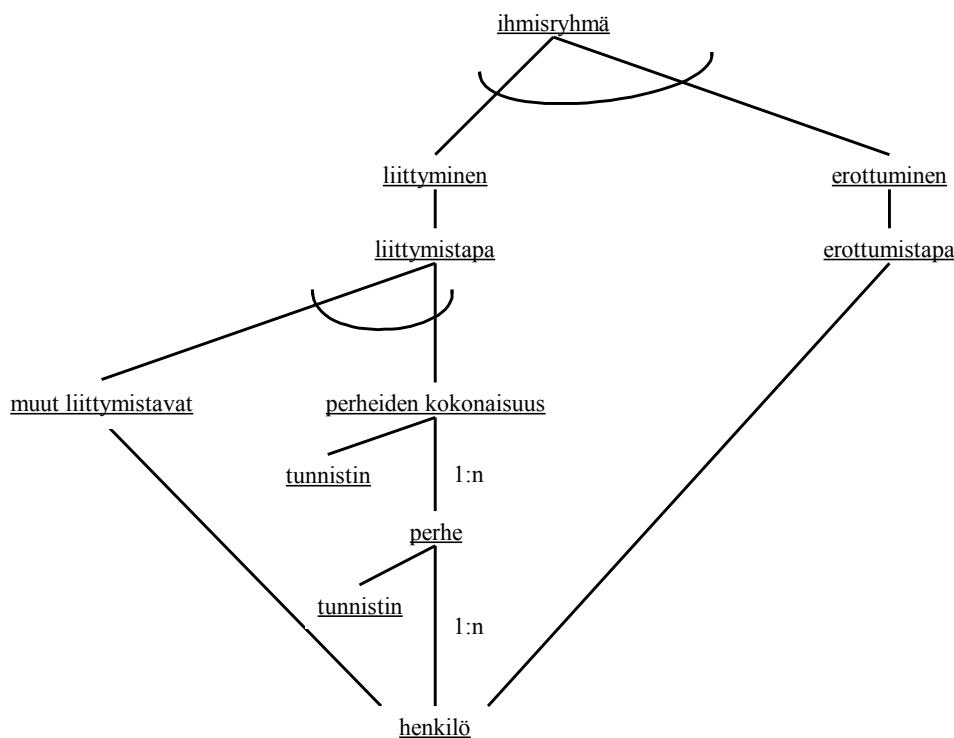 ihmisryhmä
liittyminen
erottuminen
liittymistapa
erottumistapa
muut liittymistavat
perheiden kokonaisuus
tunnistin
1:n
perhe
tunnistin
1:n
henkilö